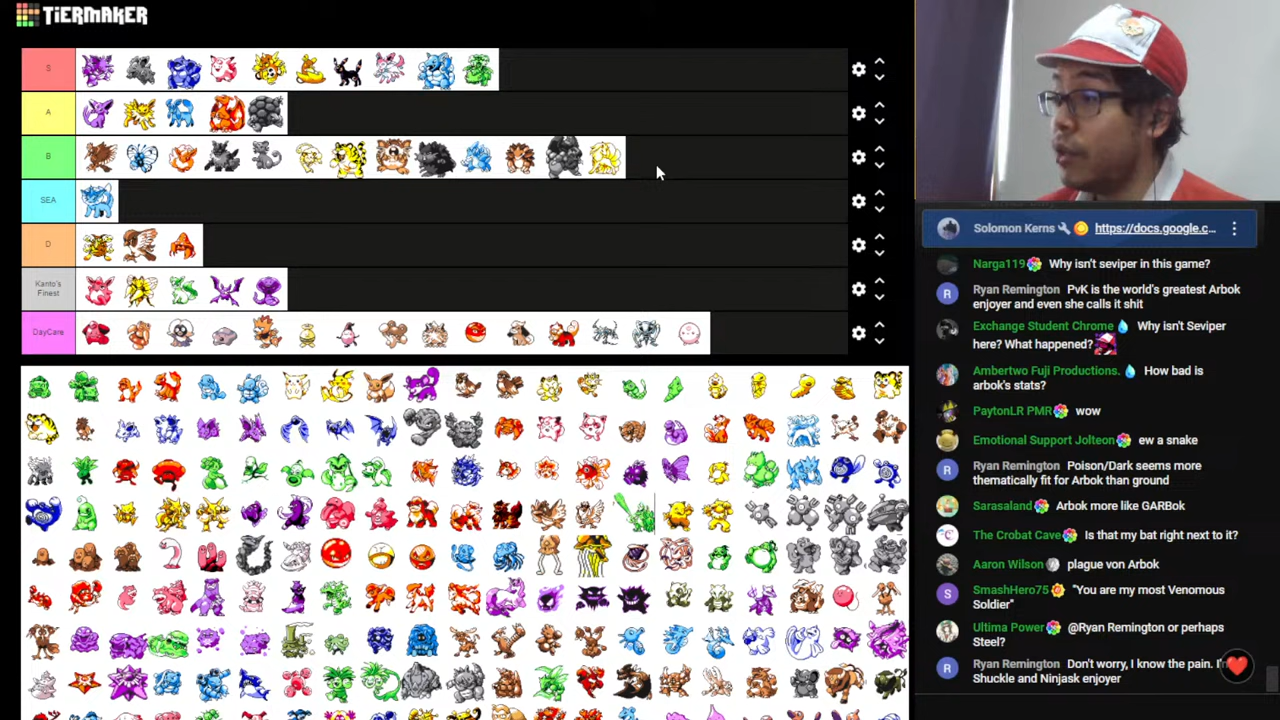 TiERMAKER
S
A
B
SEA
D
Kanto's
Finest
DayCare
Solomon Kerns https://docs.google.c...
Narga119 Why isn't seviper in this game?
Ryan Remington PvK is the world's greatest Arbok
enjoyer and even she calls it shit
Exchange Student Chrome Why isn't Seviper
here? What happened?
Ambertwo Fuji Productions. How bad is
arbok's stats?
PaytonLR PMR wow
Emotional Support Jolteon ew a snake
Ryan Remington Poison/Dark seems more
thematically fit for Arbok than ground
Sarasaland Arbok more like GARBok
The Crobat Cave Is that my bat right next to it?
Aaron Wilson plague von Arbok
SmashHero75 "You are my most Venomous
Soldier"
Ultima Power @Ryan Remington or perhaps
Steel?
Ryan Remington Don't worry, I know the pain. I'm
Shuckle and Ninjask enjoyer